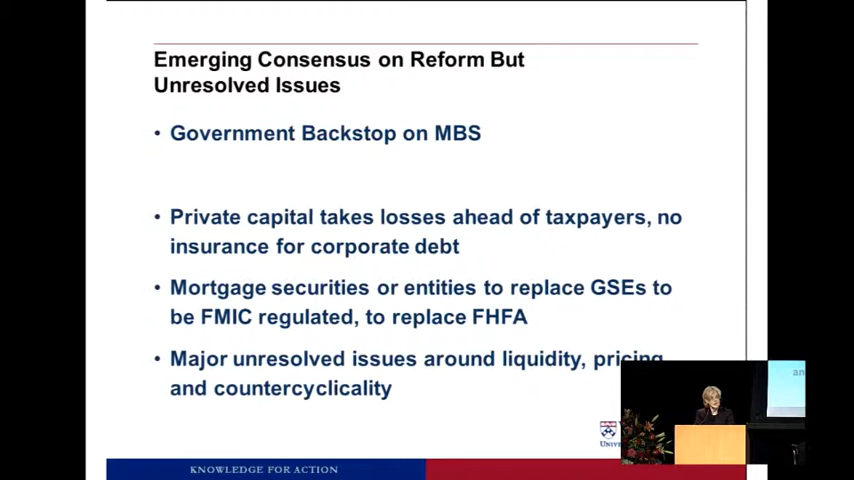 Emerging Consensus on Reform But
Unresolved Issues
• Government Backstop on MBS
• Private capital takes losses ahead of taxpayers, no
insurance for corporate debt
• Mortgage securities or entities to replace GSEs to
be FMIC regulated, to replace FHFA
• Major unresolved issues around liquidity, pricing
and countercyclicality
an
KNOWLEDGE FOR ACTION